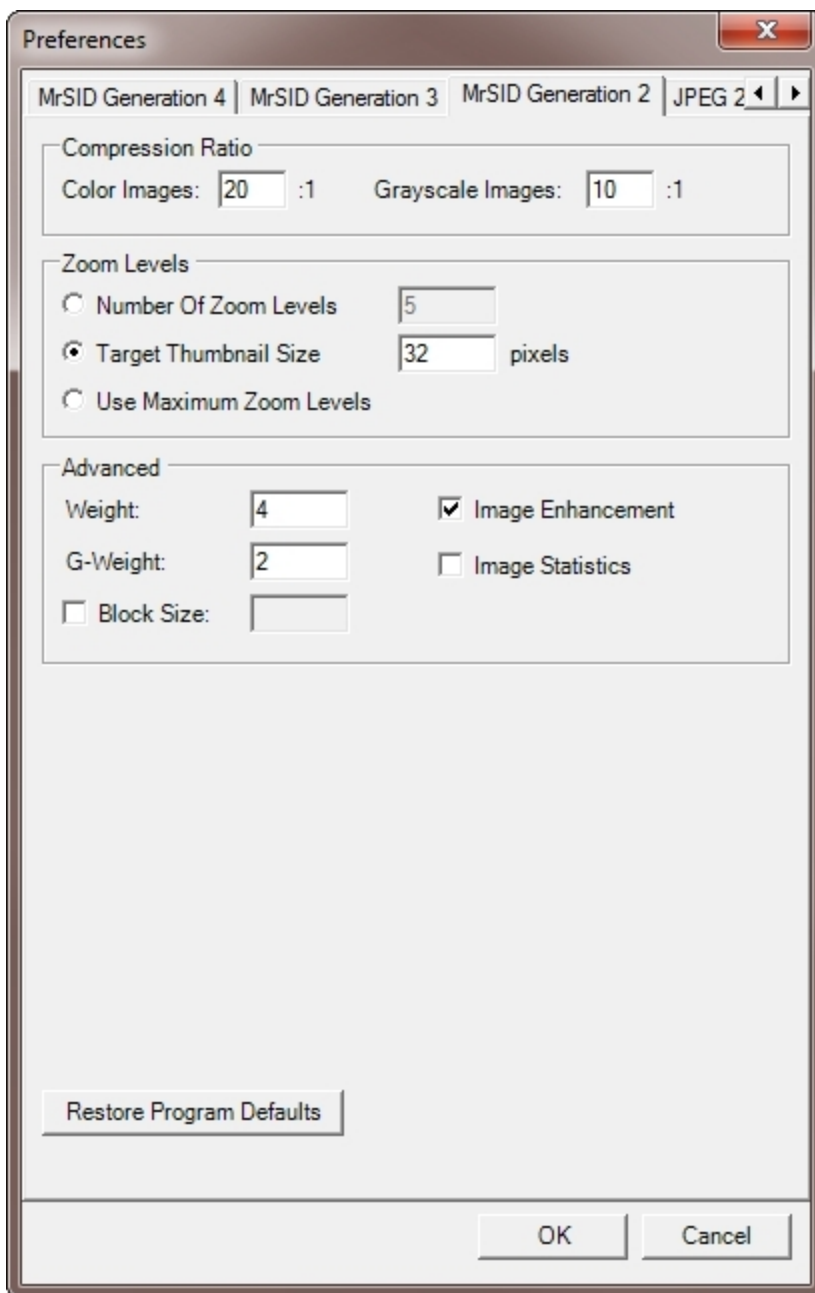 Preferences
MrSID Generation 4 MrSID Generation 3 MrSID Generation 2 JPEG 2
Compression Ratio
Color Images: 20 :1 Grayscale Images: 10 :1
Zoom Levels
Number Of Zoom Levels 5
Target Thumbnail Size 32 pixels
Use Maximum Zoom Levels
Advanced
Weight: 4 Image Enhancement
G-Weight: 2 Image Statistics
Block Size:
Restore Program Defaults
OK Cancel